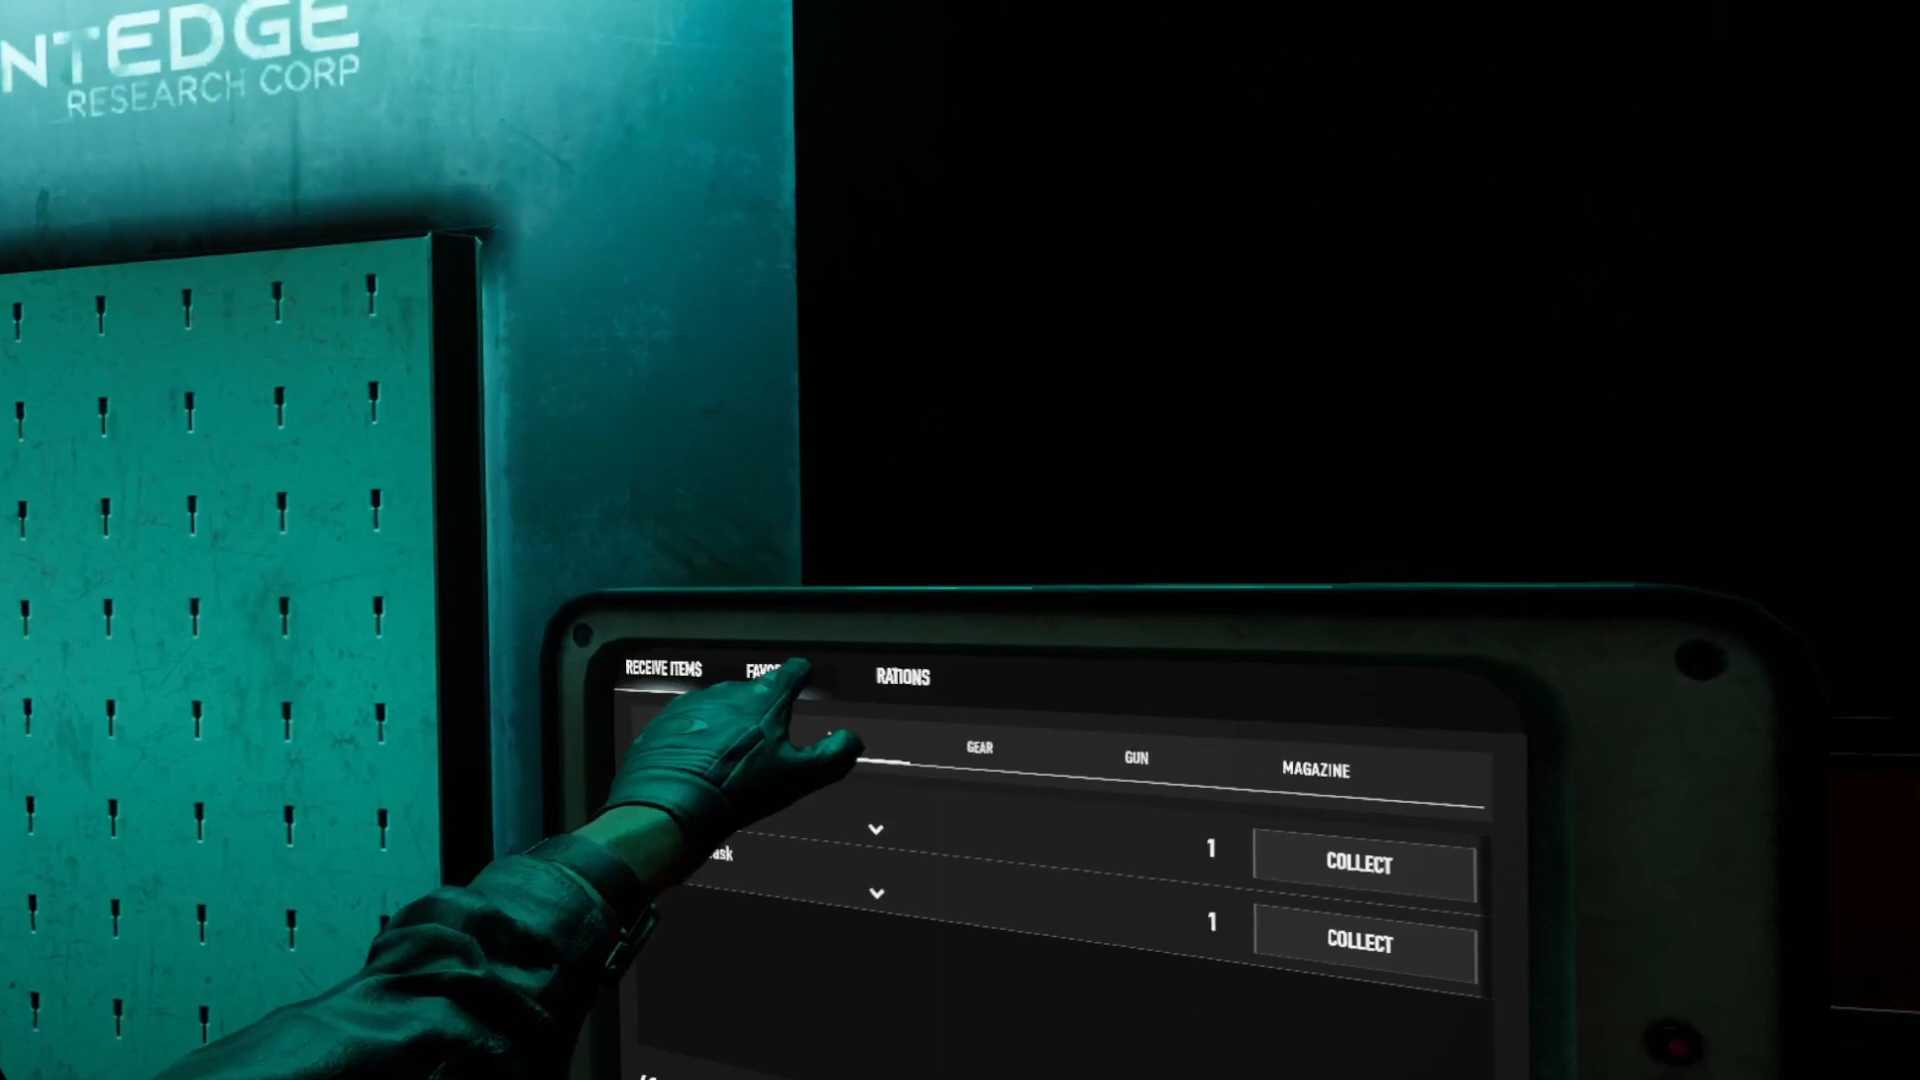 NTEDGE
RESEARCH CORP
RECEIVE ITEMS
RATIONS
GEAR GUN MAGAZINE
1 COLLECT
1 COLLECT